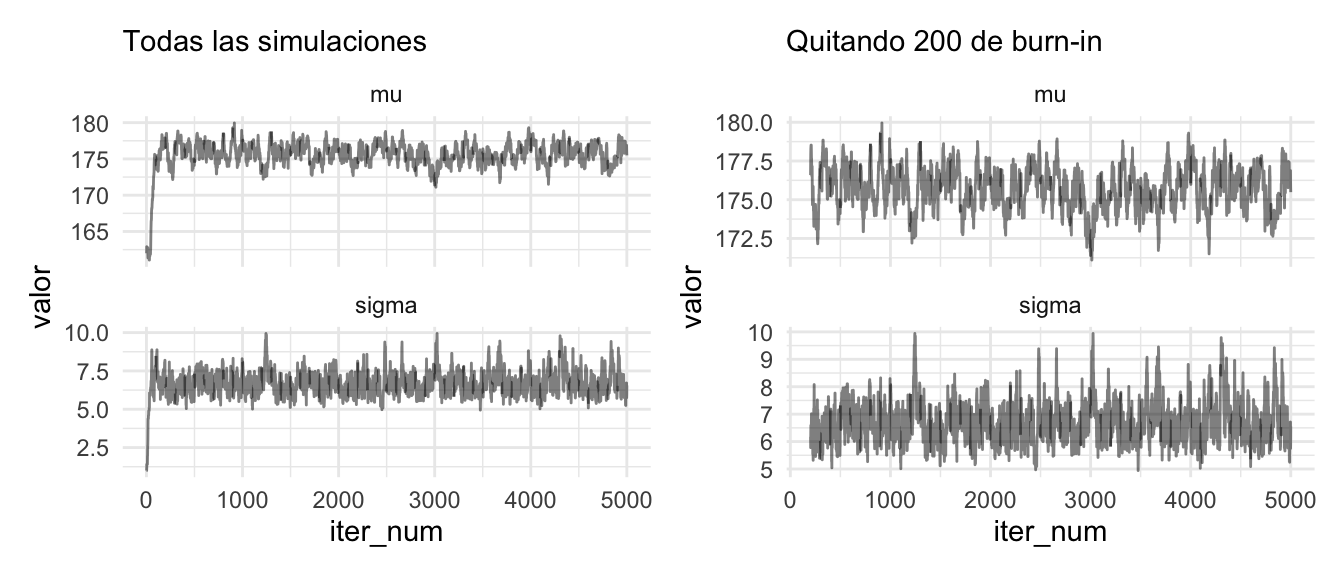 Todas las simulaciones
mu
180
175
170
165
sigma
10.0
7.5
5.0
2.5
0 1000 2000 3000 4000 5000
iter_num
valor
Quitando 200 de burn-in
mu
180.0
177.5
175.0
172.5
sigma
10
9
8
7
6
5
0 1000 2000 3000 4000 5000
iter_num
valor